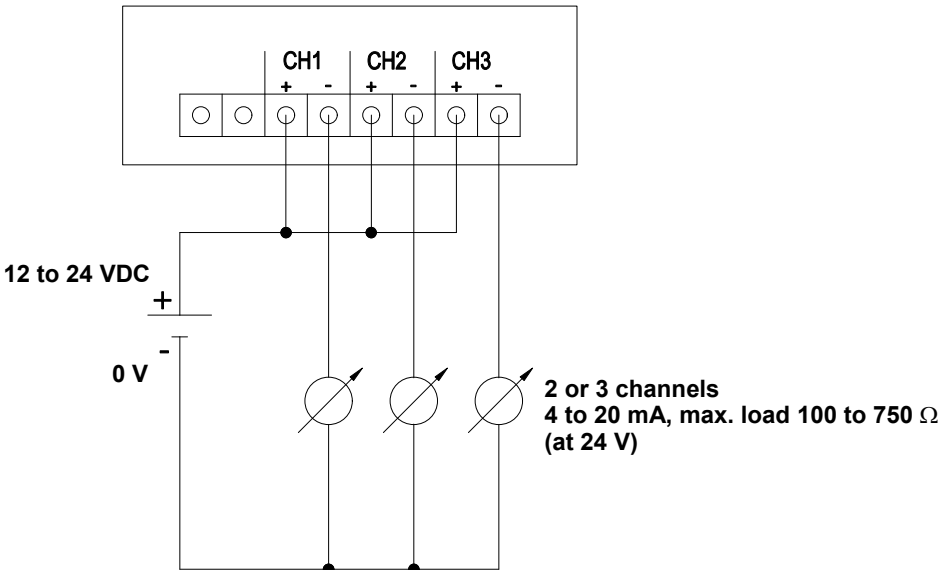 CH1 CH2 CH3
+ - + - + -
12 to 24 VDC
+
-
0 V
2 or 3 channels
4 to 20 mA, max. load 100 to 750 Ω
(at 24 V)